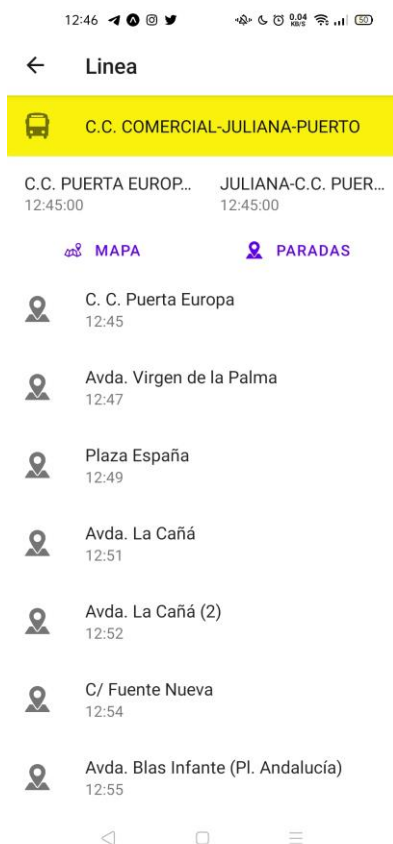 12:46
0.04
KB/S
50
Linea
C.C. COMERCIAL-JULIANA-PUERTO
C.C. PUERTA EUROP... JULIANA-C.C. PUER...
12:45:00 12:45:00
MAPA PARADAS
C. C. Puerta Europa
12:45
Avda. Virgen de la Palma
12:47
Plaza España
12:49
Avda. La Cañá
12:51
Avda. La Cañá (2)
12:52
C/ Fuente Nueva
12:54
Avda. Blas Infante (Pl. Andalucía)
12:55